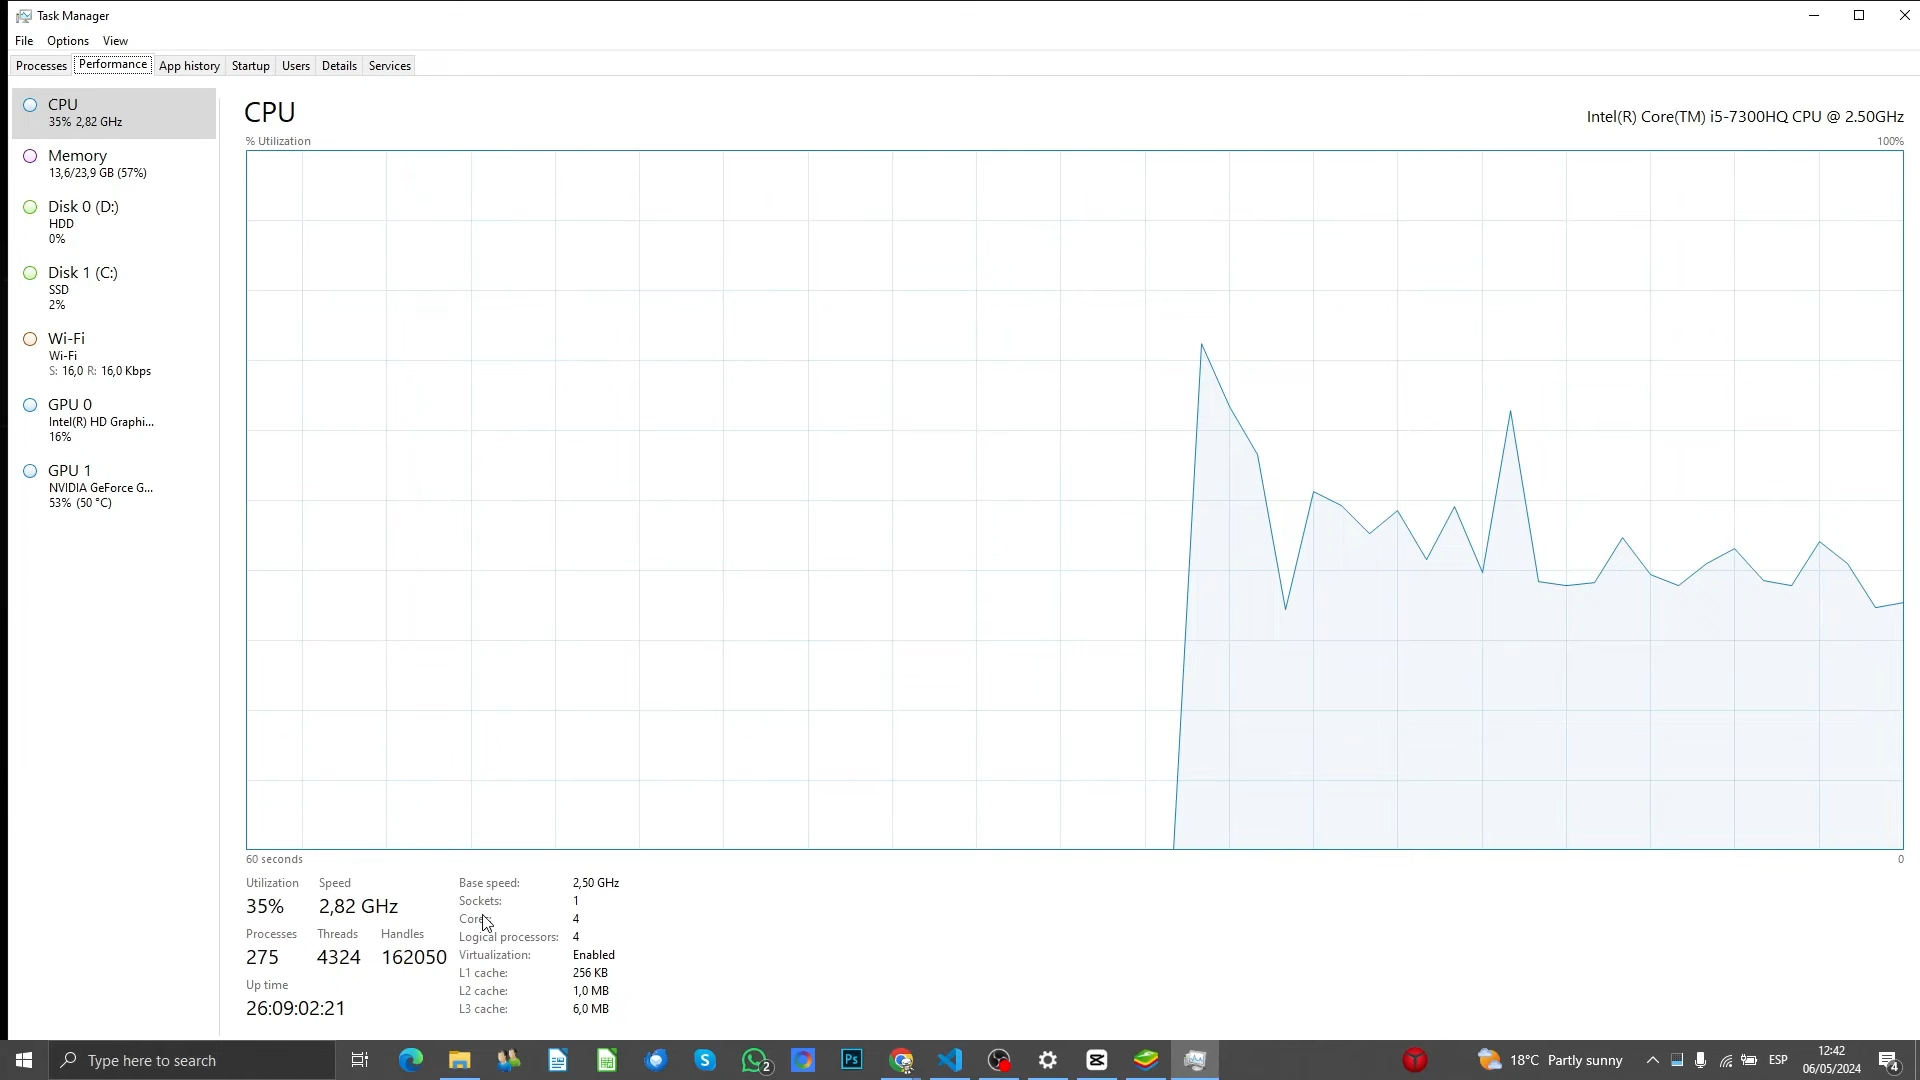 Task Manager
File Options View
Processes Performance App history Startup Users Details Services
CPU
35% 2,82 GHz
Memory
13,6/23,9 GB (57%)
Disk 0 (D:)
HDD
0%
Disk 1 (C:)
SSD
2%
Wi-Fi
Wi-Fi
S: 16,0 R: 16,0 Kbps
GPU 0
Intel(R) HD Graphi...
16%
GPU 1
NVIDIA GeForce G...
53% (50 °C)
CPU
Intel(R) Core(TM) i5-7300HQ CPU @ 2.50GHz
% Utilization 100%
60 seconds 0
Utilization Speed
35% 2,82 GHz
Processes Threads Handles
275 4324 162050
Up time
26:09:02:21
Base speed: 2,50 GHz
Sockets: 1
Cores: 4
Logical processors: 4
Virtualization: Enabled
L1 cache: 256 KB
L2 cache: 1,0 MB
L3 cache: 6,0 MB
Type here to search
2
Ps
18°C Partly sunny
ESP
12:42
06/05/2024
4